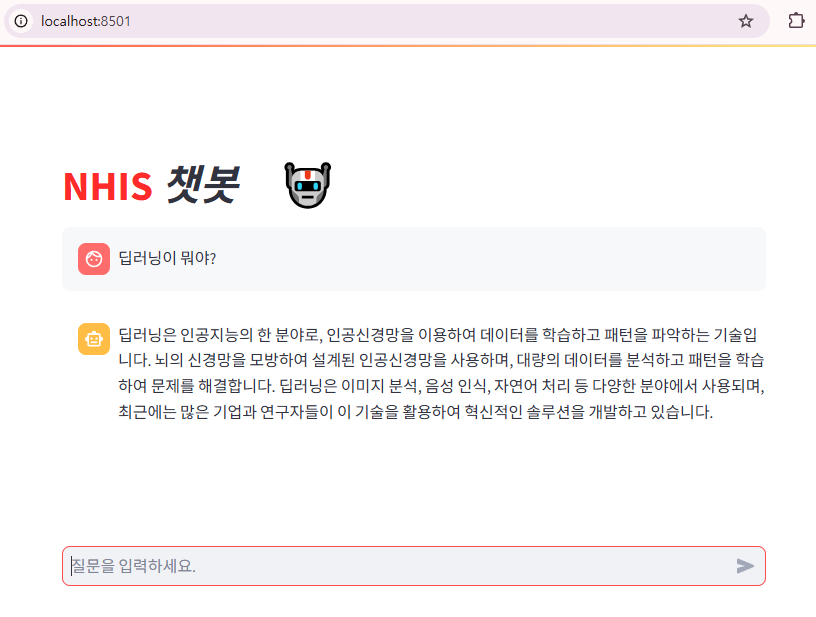 localhost:8501
NHIS 챗봇
딥러닝이 뭐야?
딥러닝은 인공지능의 한 분야로, 인공신경망을 이용하여 데이터를 학습하고 패턴을 파악하는 기술입
니다. 뇌의 신경망을 모방하여 설계된 인공신경망을 사용하며, 대량의 데이터를 분석하고 패턴을 학습
하여 문제를 해결합니다. 딥러닝은 이미지 분석, 음성 인식, 자연어 처리 등 다양한 분야에서 사용되며,
최근에는 많은 기업과 연구자들이 이 기술을 활용하여 혁신적인 솔루션을 개발하고 있습니다.
질문을 입력하세요.